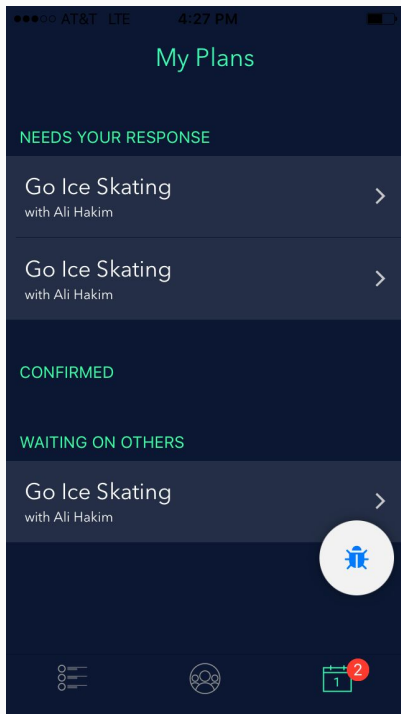 AT&T LTE 4:27 PM
My Plans
NEEDS YOUR RESPONSE
Go Ice Skating
with Ali Hakim
Go Ice Skating
with Ali Hakim
CONFIRMED
WAITING ON OTHERS
Go Ice Skating
with Ali Hakim
1 2